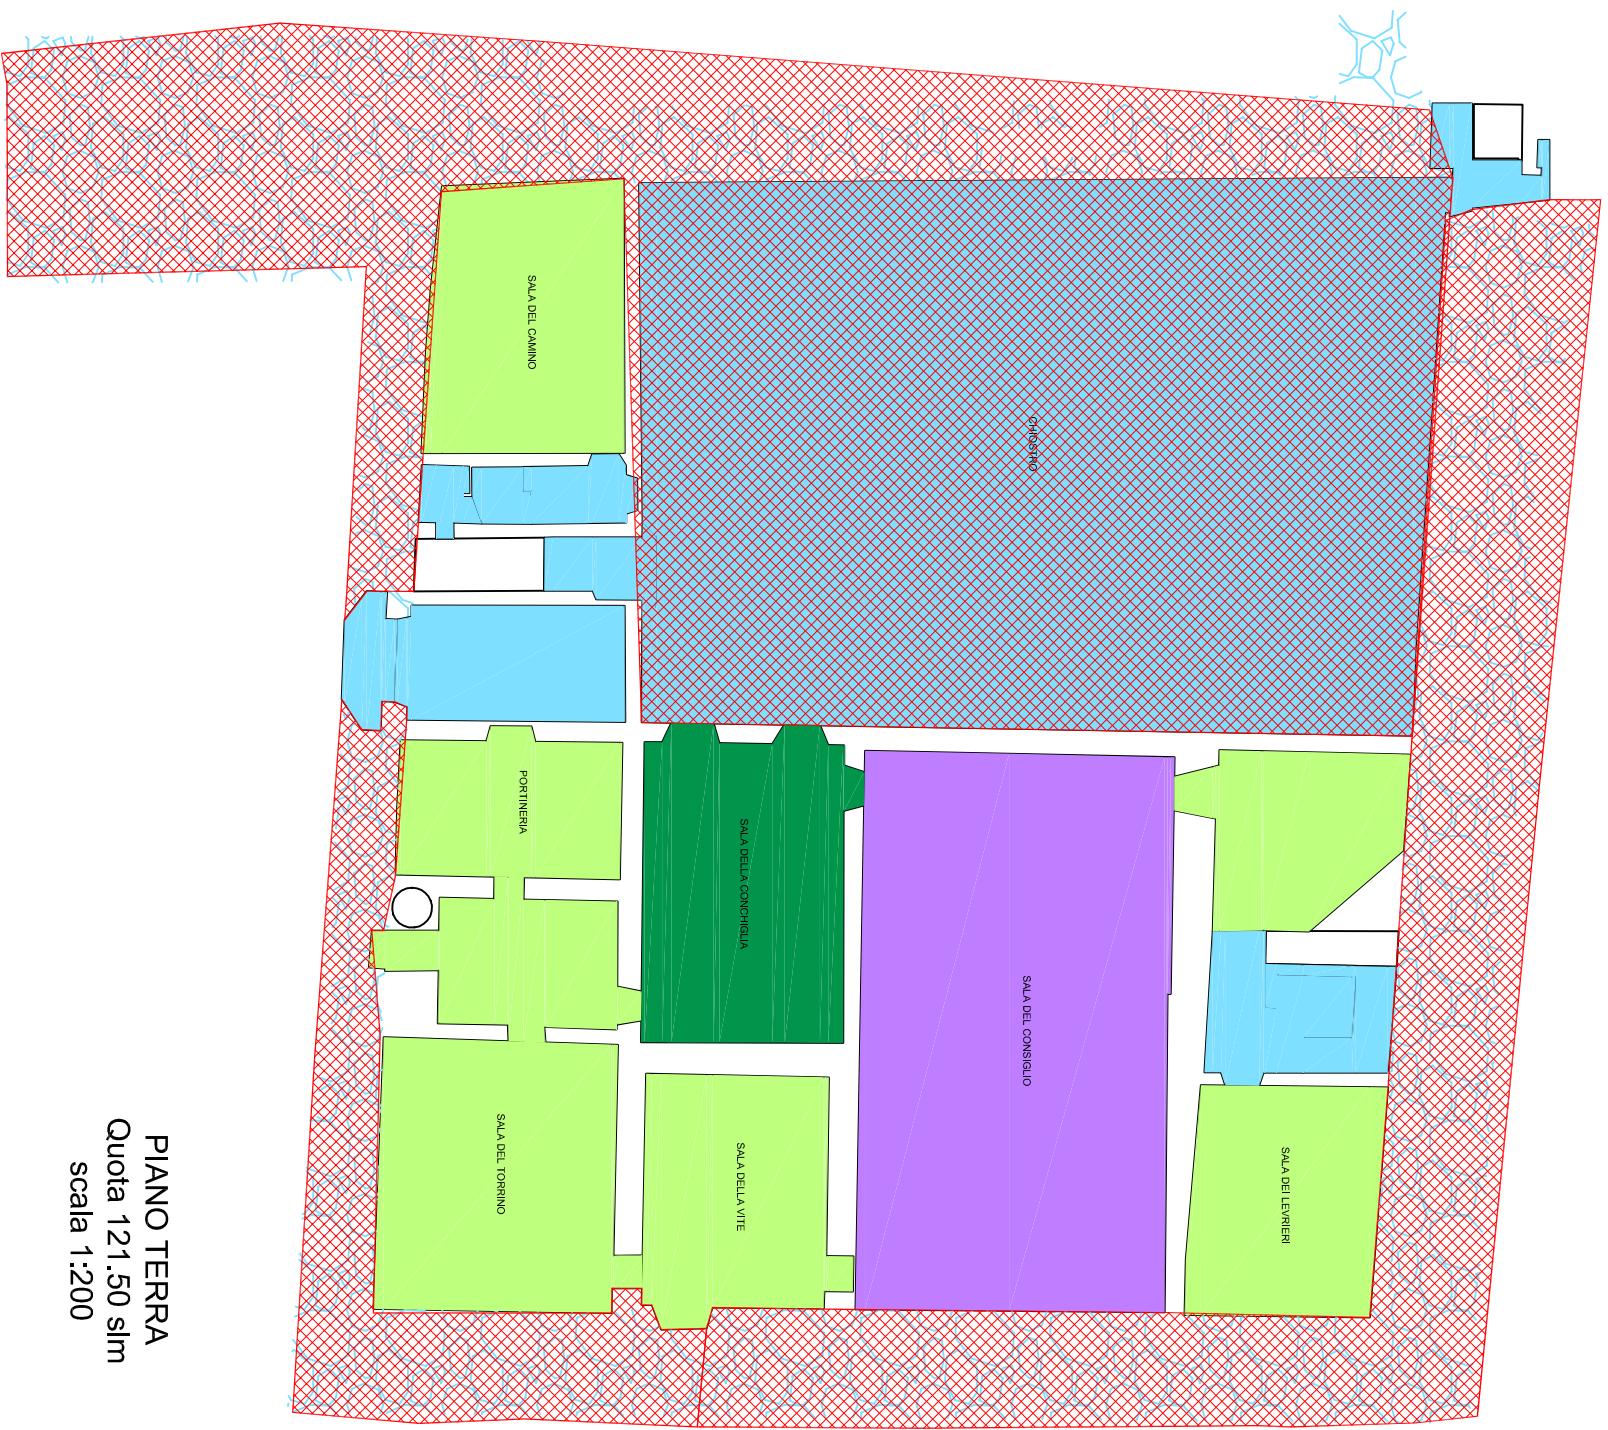 SALA DEI LEVRIERI
CHIOSTRO
SALA DEL CONSIGLIO
SALA DELLA CONCHIGLIA
SALA DELLA VITE
SALA DEL CAMINO
PORTINERIA
SALA DEL TORRINO
PIANO TERRA
Quota 121.50 slm
scala 1:200